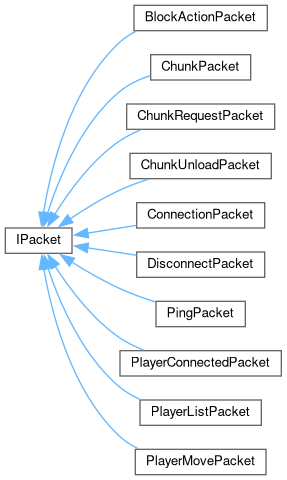 BlockActionPacket
ChunkPacket
ChunkRequestPacket
ChunkUnloadPacket
ConnectionPacket
IPacket
DisconnectPacket
PingPacket
PlayerConnectedPacket
PlayerListPacket
PlayerMovePacket